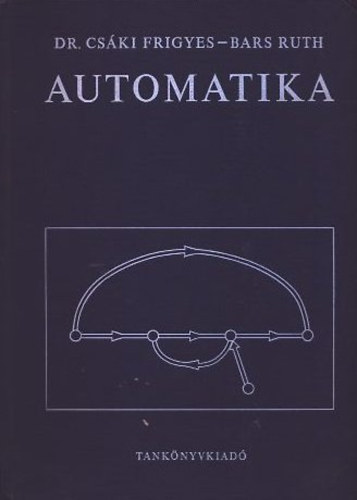 DR. CSÁKI FRIGYES–BARS RUTH
AUTOMATIKA
TANKÖNYVKIADÓ